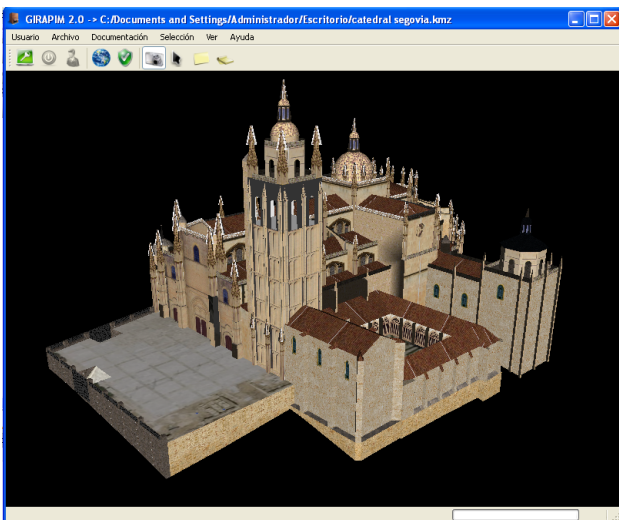 GIRAPIM 2.0 -> C:/Documents and Settings/Administrador/Escritorio/catedral segovia.kmz
Usuario Archivo Documentación Selección Ver Ayuda